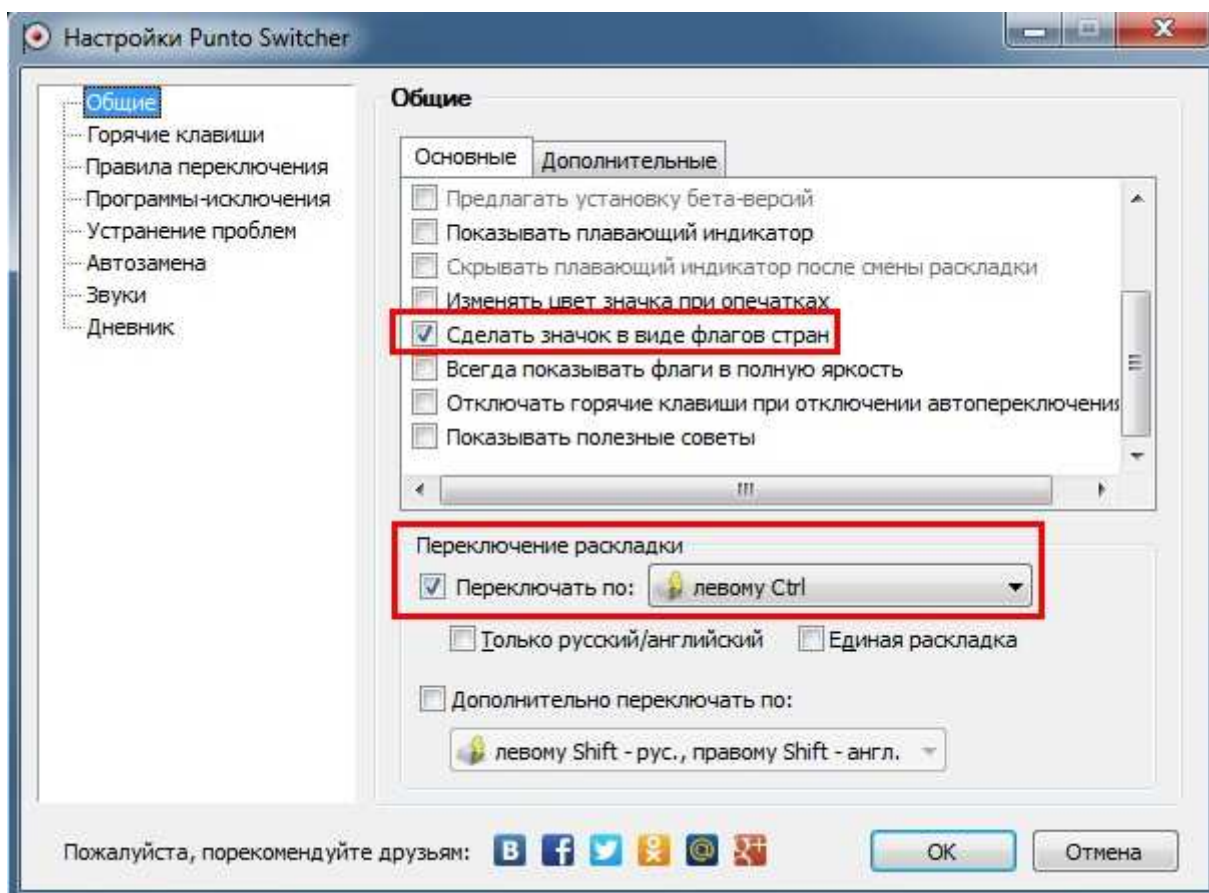 Настройки Punto Switcher
Общие
Горячие клавиши
Правила переключения
Программы-исключения
Устранение проблем
Автозамена
Звуки
Дневник
Общие
Основные Дополнительные
Предлагать установку бета-версий
Показывать плавающий индикатор
Скрывать плавающий индикатор после смены раскладки
Изменять цвет значка при опечатках
Сделать значок в виде флагов стран
Всегда показывать флаги в полную яркость
Отключать горячие клавиши при отключении автопереключения
Показывать полезные советы
Переключение раскладки
Переключать по: левому Ctrl
Только русский/английский Единая раскладка
Дополнительно переключать по:
левому Shift - рус., правому Shift - англ.
Пожалуйста, порекомендуйте друзьям: OK Отмена